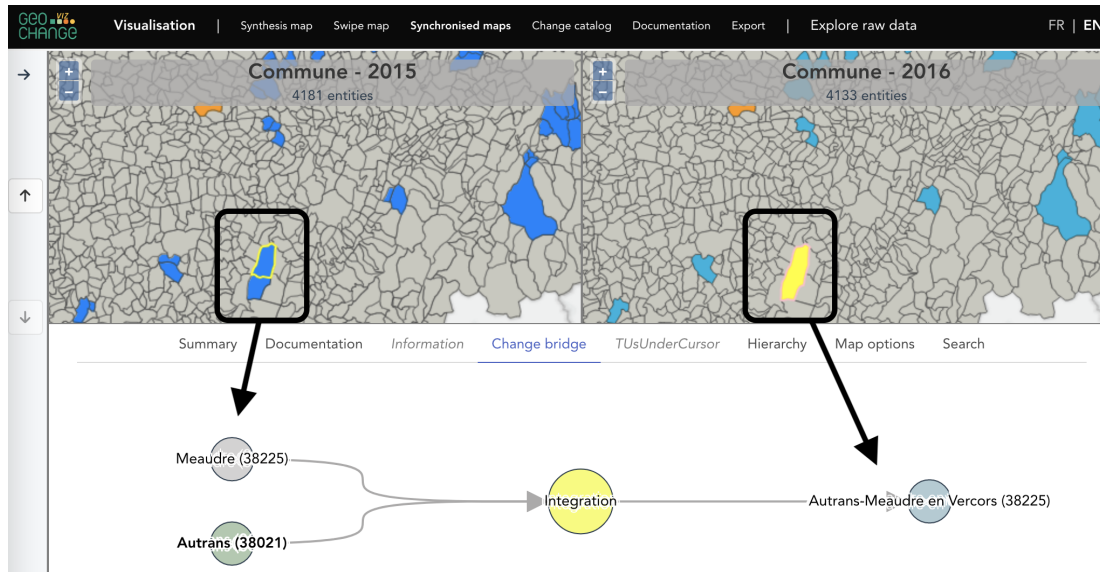 GEO VIZ
CHANGE
Visualisation | Synthesis map Swipe map Synchronised maps Change catalog Documentation Export | Explore raw data FR | EN
Commune - 2015
4181 entities
Commune - 2016
4133 entities
Summary Documentation Information Change bridge TUsUnderCursor Hierarchy Map options Search
Meaudre (38225)
Integration
Autrans-Meaudre en Vercors (38225)
Autrans (38021)